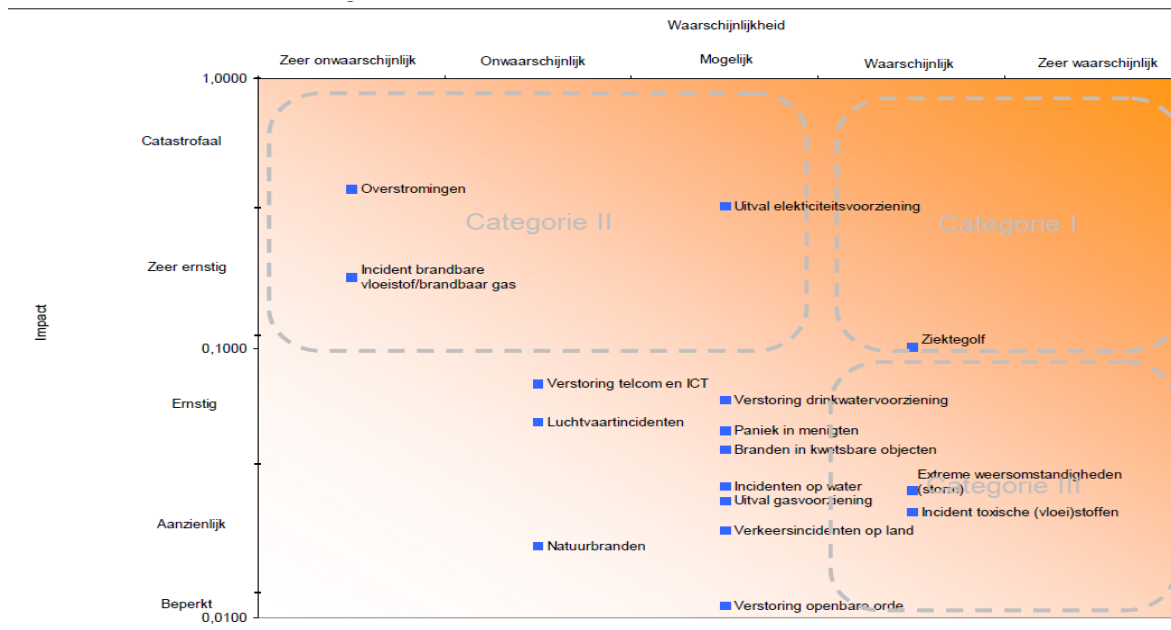 Waarschijnlijkheid
Zeer onwaarschijnlijk
Onwaarschijnlijk
Mogelijk
Waarschijnlijk
Zeer waarschijnlijk
1,0000
Catastrofaal
Overstromingen
Uitval elekticiteitsvoorziening
Categorie II
Categorie I
Zeer ernstig
Incident brandbare
vloeistof/brandbaar gas
Impact
Ziektegolf
0,1000
Verstoring telcom en ICT
Ernstig
Verstoring drinkwatervoorziening
Luchtvaartincidenten
Paniek in menigten
Branden in kwetsbare objecten
Extreme weersomstandigheden
(storm)
Categorie III
Incidenten op water
Uitval gasvoorziening
Incident toxische (vloei)stoffen
Aanzienlijk
Verkeersincidenten op land
Natuurbranden
Beperkt
Verstoring openbare orde
0,0100